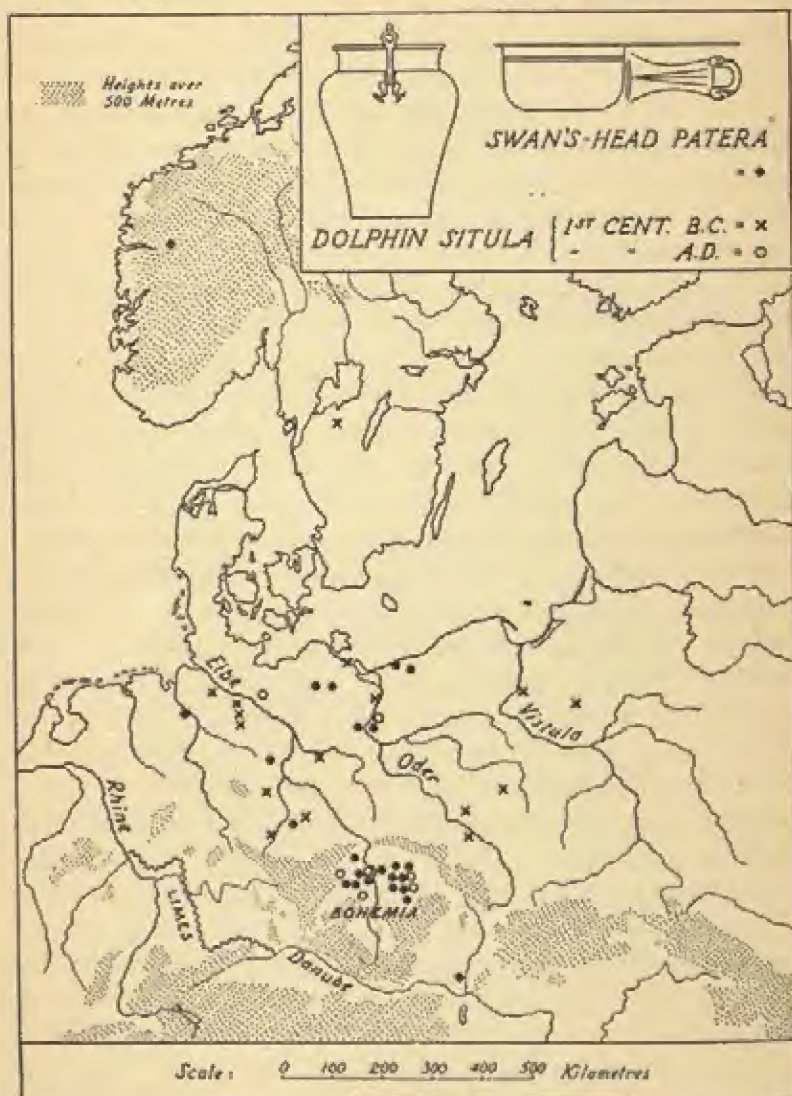 Heights over
500 Metres
SWAN'S-HEAD PATERA
" •
DOLPHIN SITULA { 1ST CENT. B.C. " x
" " A.D. " o
Elbe
Vistula
Oder
Rhine
LIMES
BOHEMIA
Danube
Scale: 0 100 200 300 400 500 Kilometres